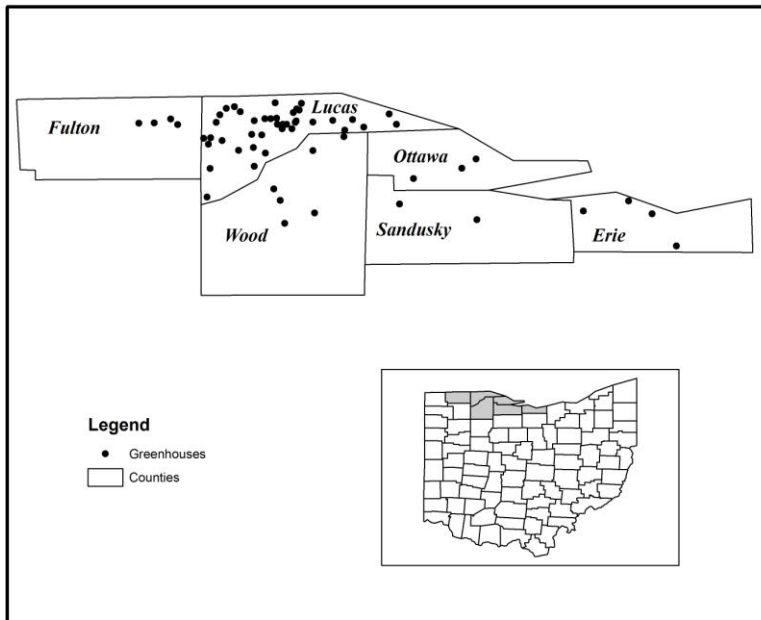 Lucas
Fulton
Ottawa
Wood
Sandusky
Erie
Legend
Greenhouses
Counties